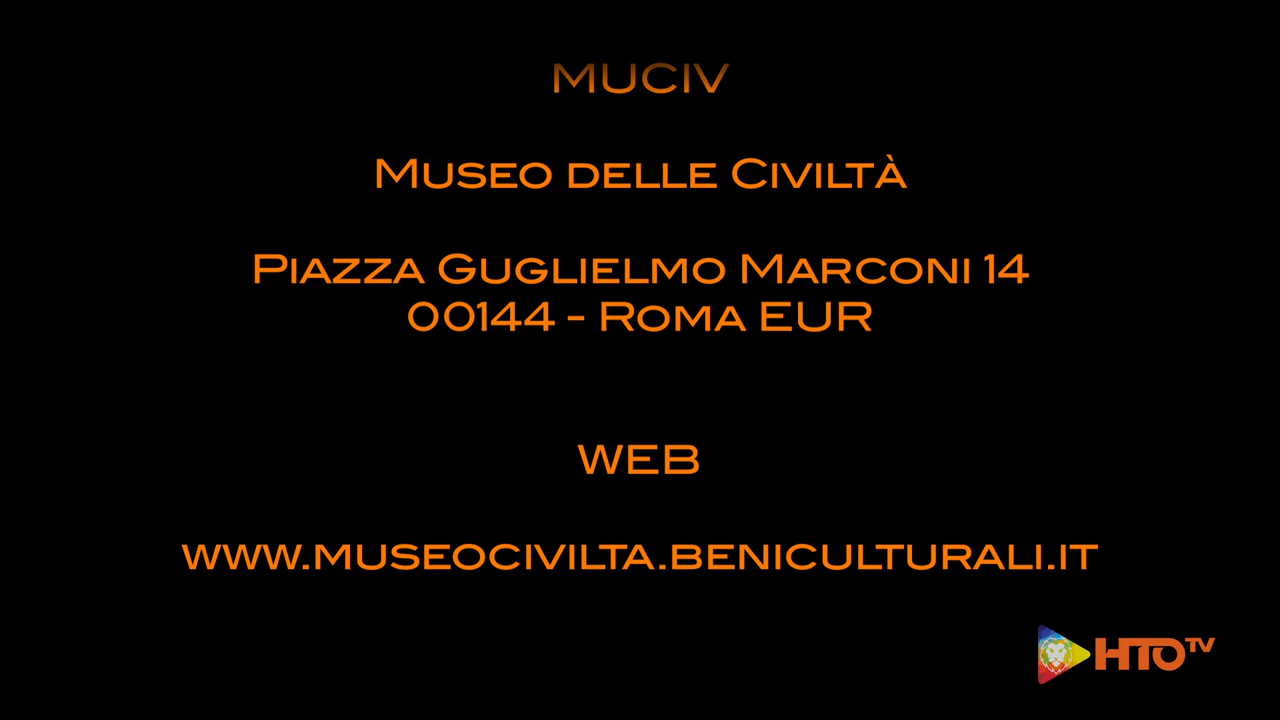 MUCIV
Museo delle Civiltà
Piazza Guglielmo Marconi 14
00144 - Roma EUR
WEB
www.museocivilta.beniculturali.it
HTO TV